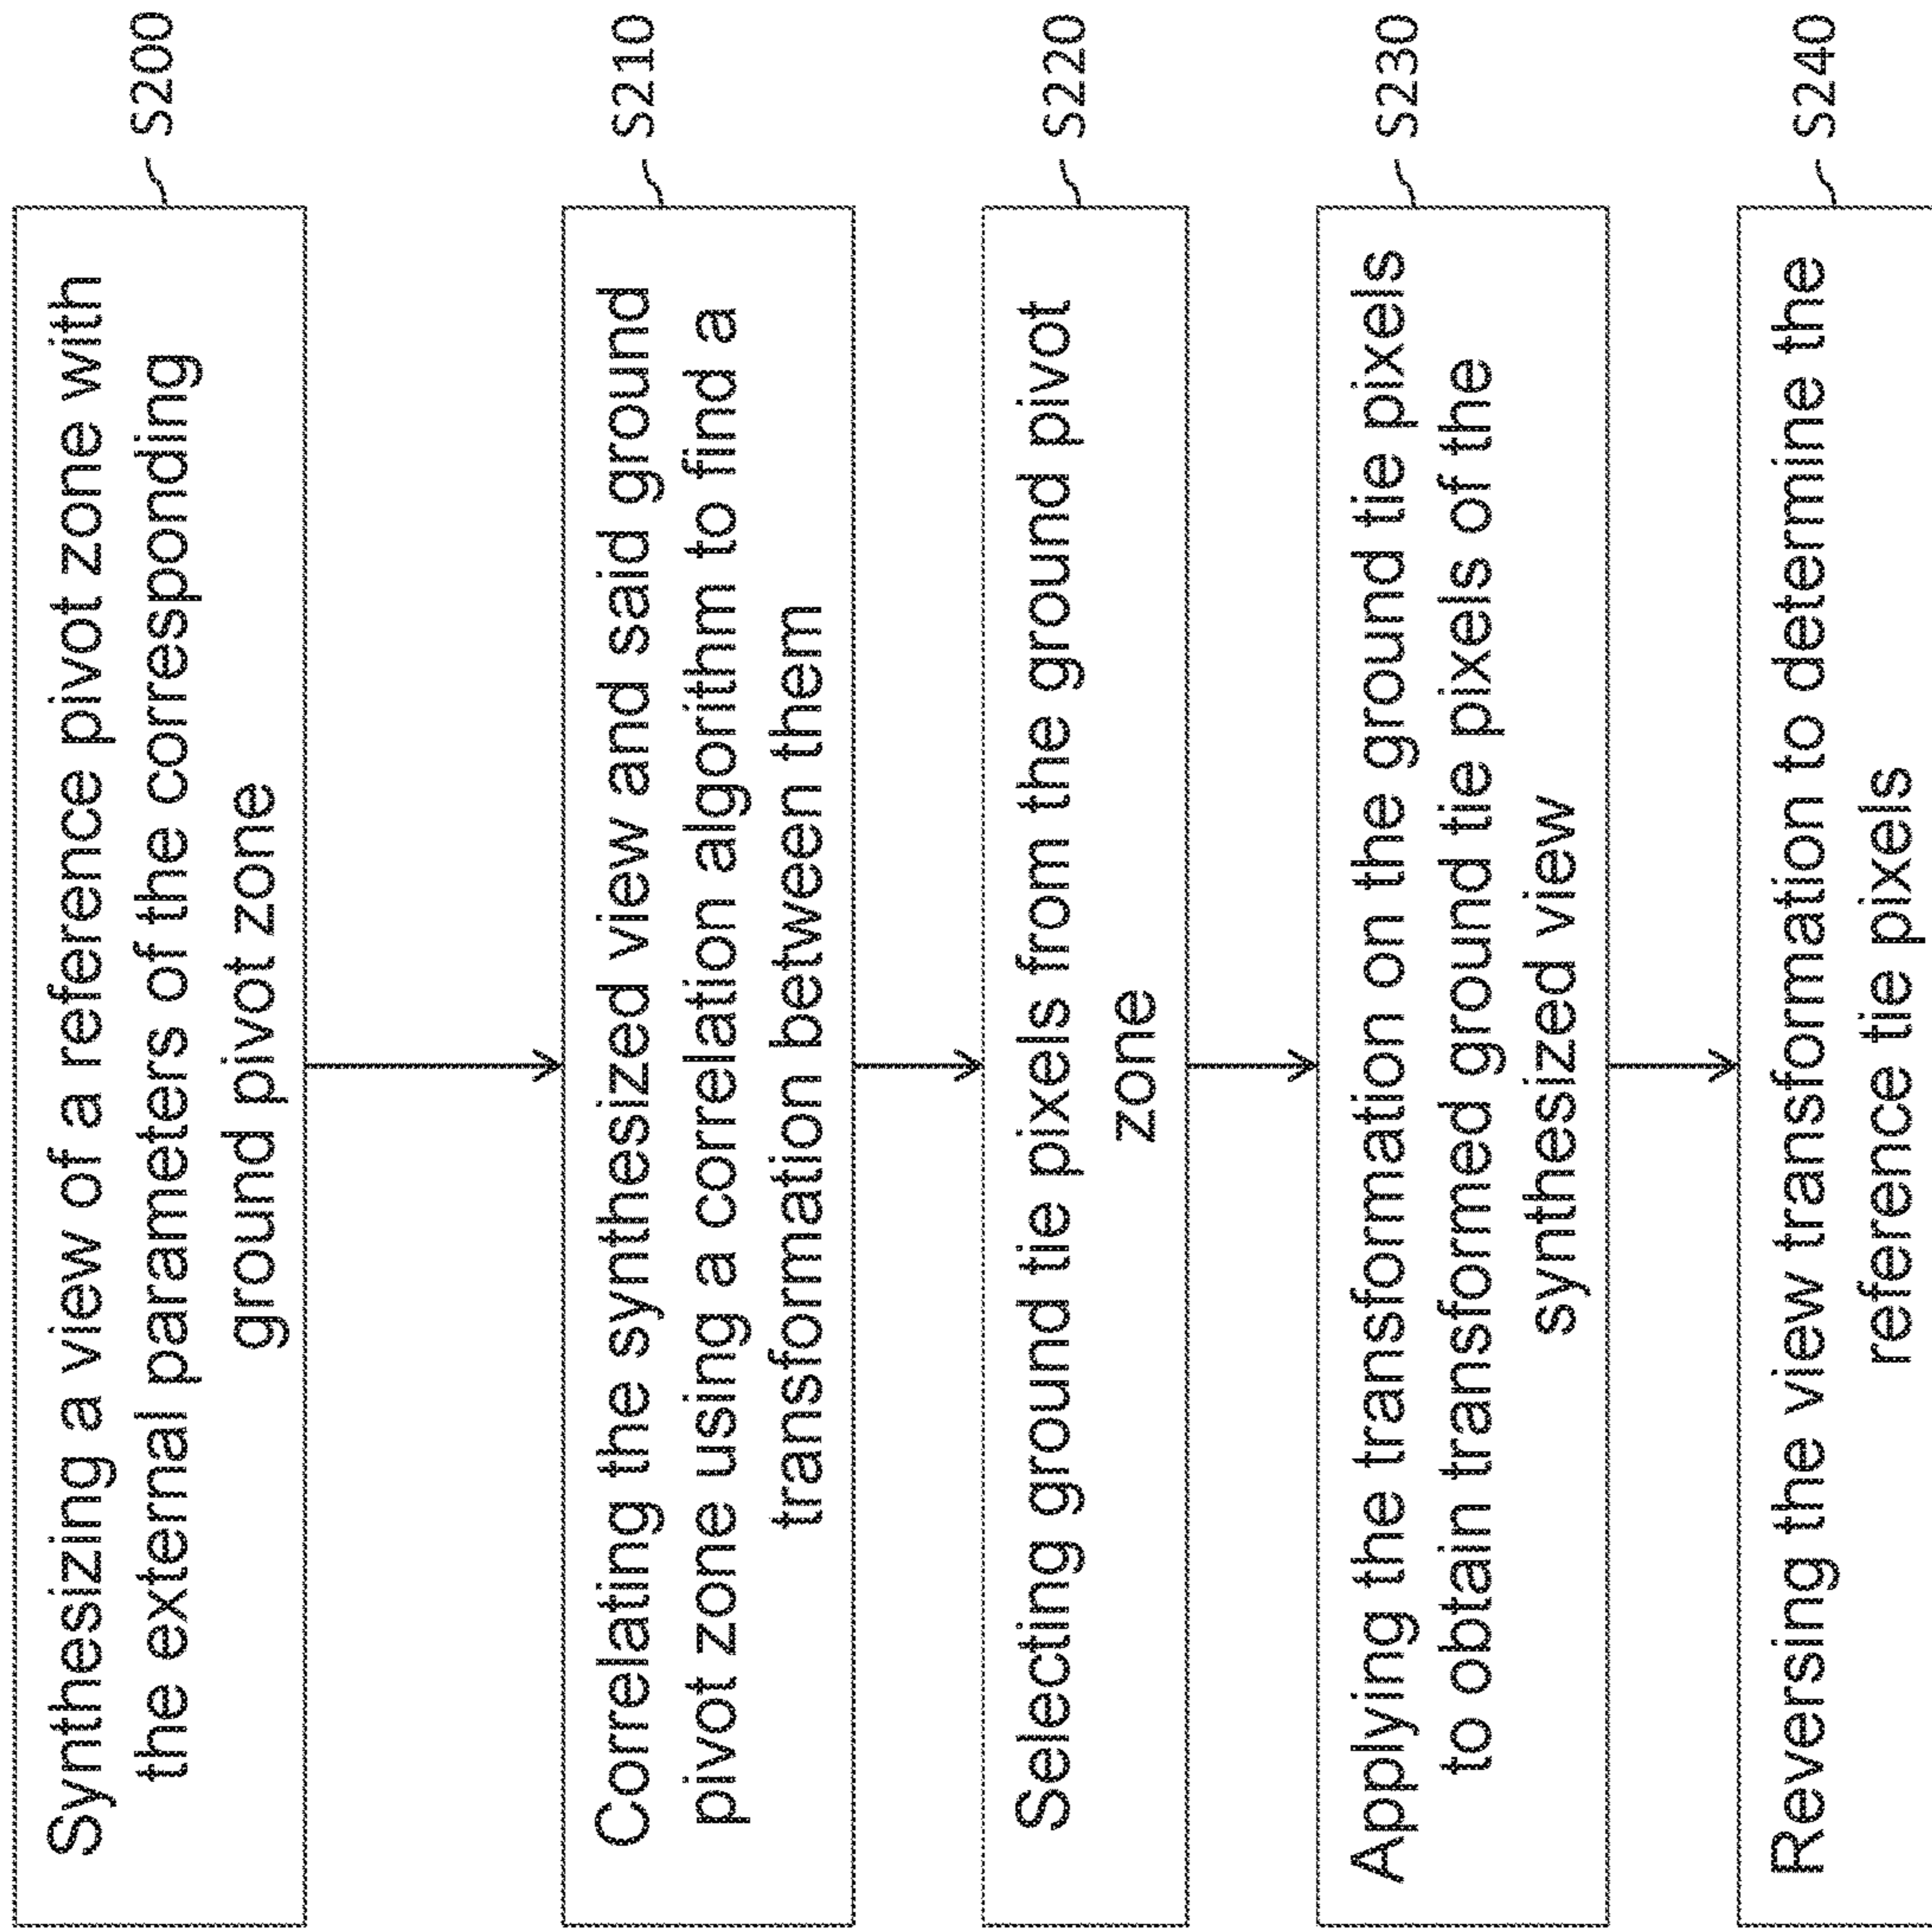 Synthesizing a view of a reference pivot zone with
the external parameters of the corresponding
ground pivot zone
S200
Correlating the synthesized view and said ground
pivot zone using a correlation algorithm to find a
transformation between them
S210
Selecting ground tie pixels from the ground pivot
zone
S220
Applying the transformation on the ground tie pixels
to obtain transformed ground tie pixels of the
synthesized view
S230
Reversing the view transformation to determine the
reference tie pixels
S240